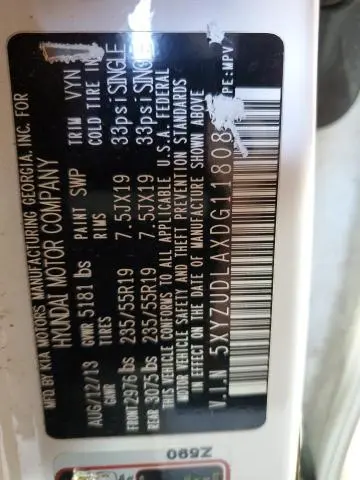 MFD. BY KIA MOTORS MANUFACTURING GEORGIA, INC. FOR
HYUNDAI MOTOR COMPANY
AUG/12/13 GVWR 5181 lbs PAINT SWP TRIM VYN
GAWR TIRES RIMS COLD TIRE IN
FRONT 2976 lbs 235/55R19 7.5JX19 33psi SINGLE
REAR 3075 lbs 235/55R19 7.5JX19 33psi SINGLE
THIS VEHICLE CONFORMS TO ALL APPLICABLE U.S.A. FEDERAL
MOTOR VEHICLE SAFETY & THEFT PREVENTION STANDARDS
IN EFFECT ON THE DATE OF MANUFACTURE SHOWN ABOVE
V.I.N 5XYZUDLAXDG11808 PE:MPV
Z590